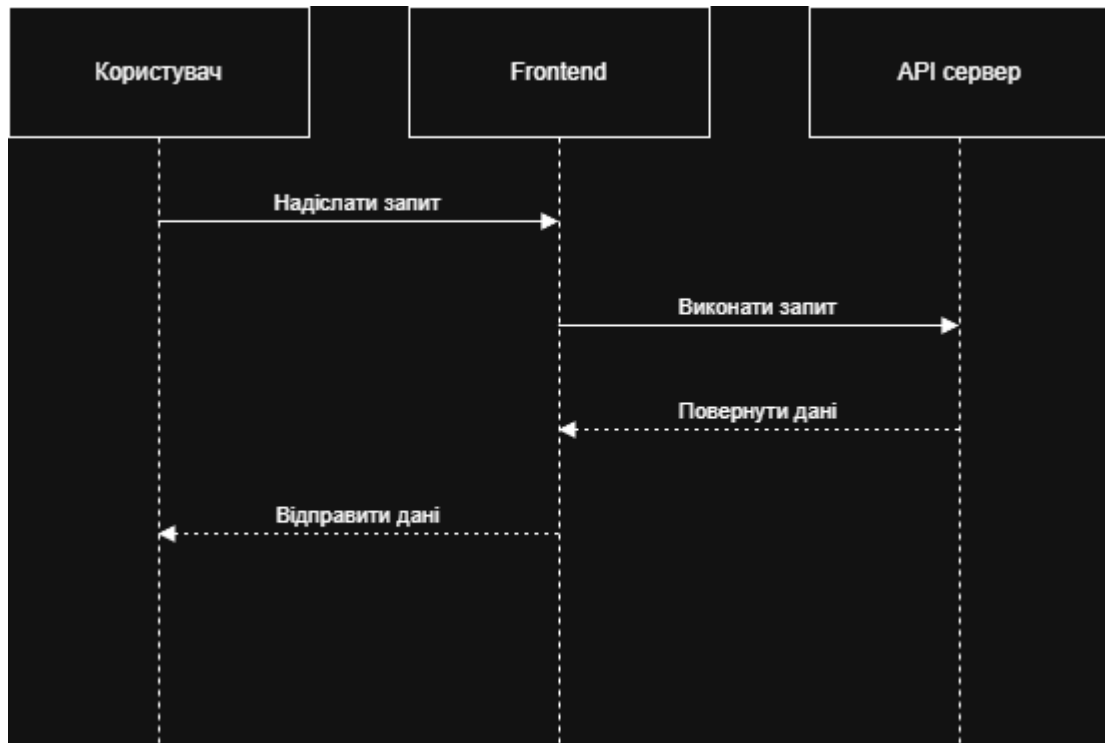 Користувач
Frontend
API сервер
Надіслати запит
Виконати запит
Повернути дані
Відправити дані